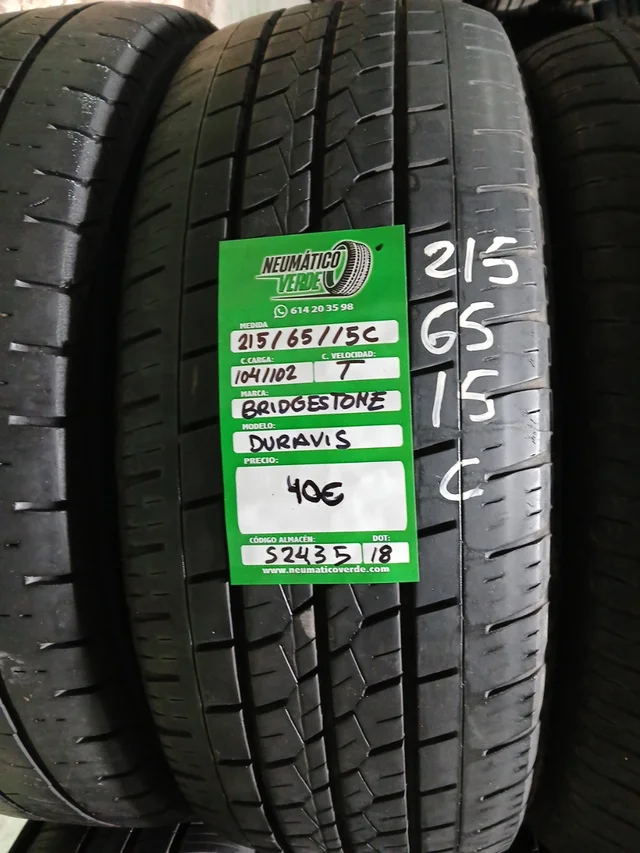 NEUMÁTICO
VERDE
614 20 35 98
MEDIDA
215/65/15C
C.CARGA: C. VELOCIDAD:
104/102 T
MARCA:
BRIDGESTONE
MODELO:
DURAVIS
PRECIO:
40€
CÓDIGO ALMACÉN: DOT:
S2435 18
www.neumaticoverde.com
215
65
15
C